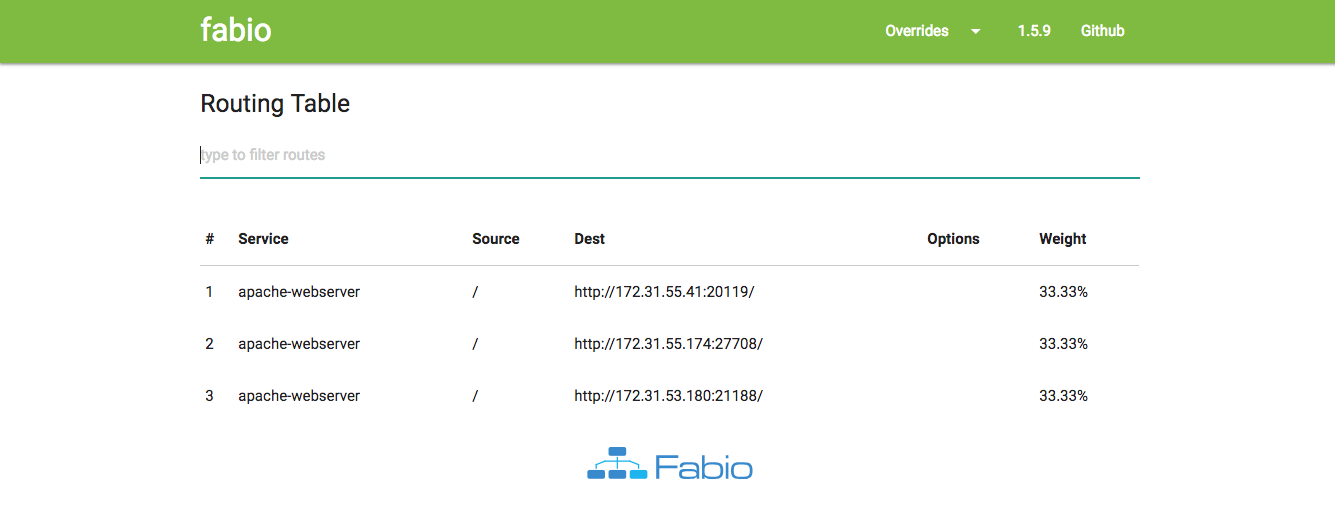 fabio Overrides 1.5.9 Github
Routing Table
type to filter routes
# Service Source Dest Options Weight
1 apache-webserver / http://172.31.55.41:20119/ 33.33%
2 apache-webserver / http://172.31.55.174:27708/ 33.33%
3 apache-webserver / http://172.31.53.180:21188/ 33.33%
Fabio